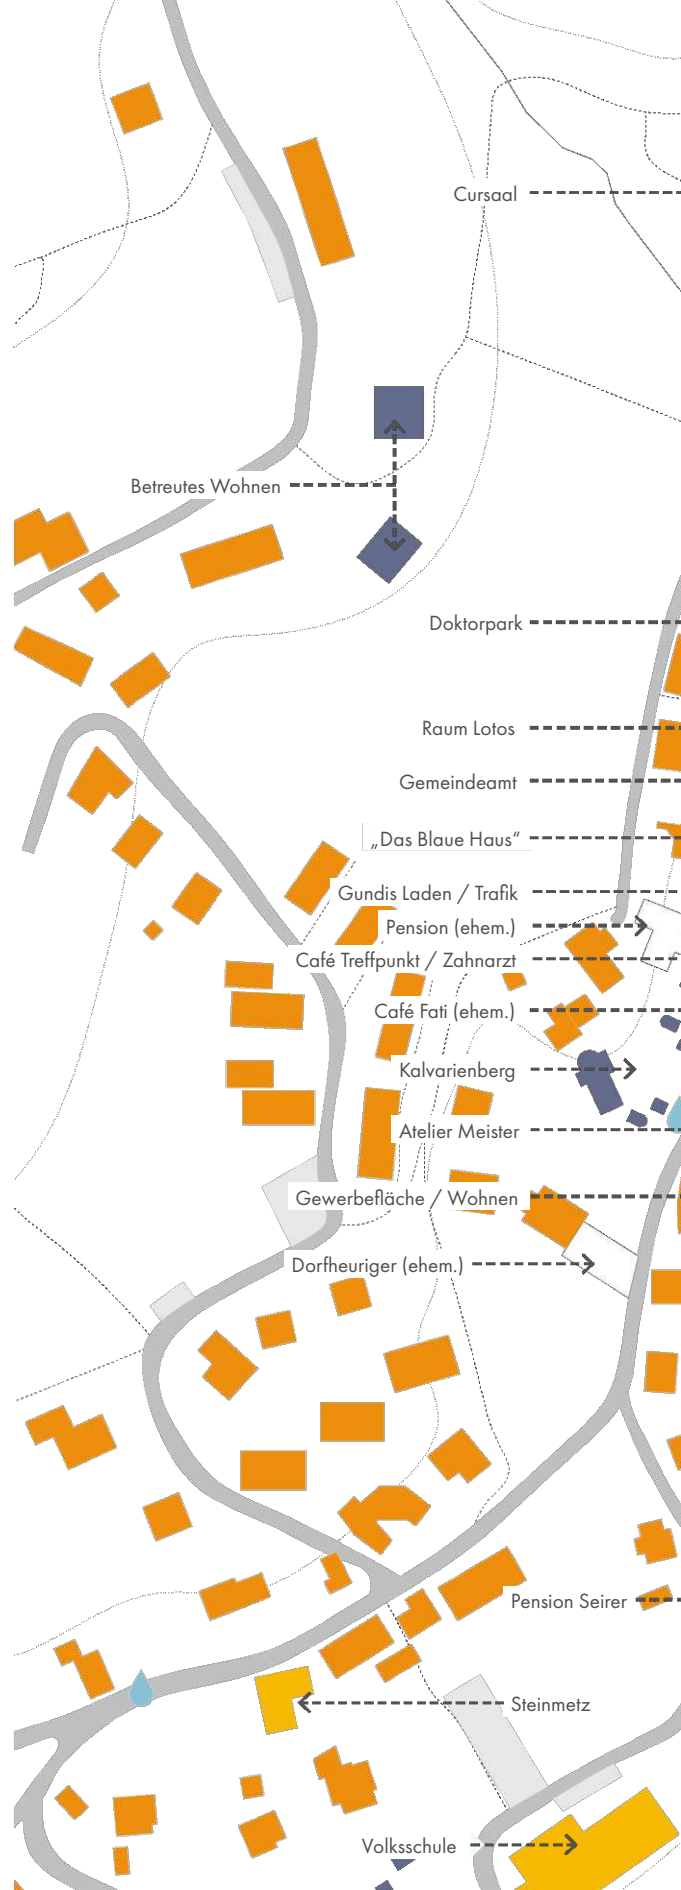 Cursaal
Betreutes Wohnen
Doktorpark
Raum Lotos
Gemeindeamt
„Das Blaue Haus“
Gundis Laden / Trafik
Pension (ehem.)
Café Treffpunkt / Zahnarzt
Café Fati (ehem.)
Kalvarienberg
Atelier Meister
Gewerbefläche / Wohnen
Dorfheuriger (ehem.)
Pension Seirer
Steinmetz
Volksschule